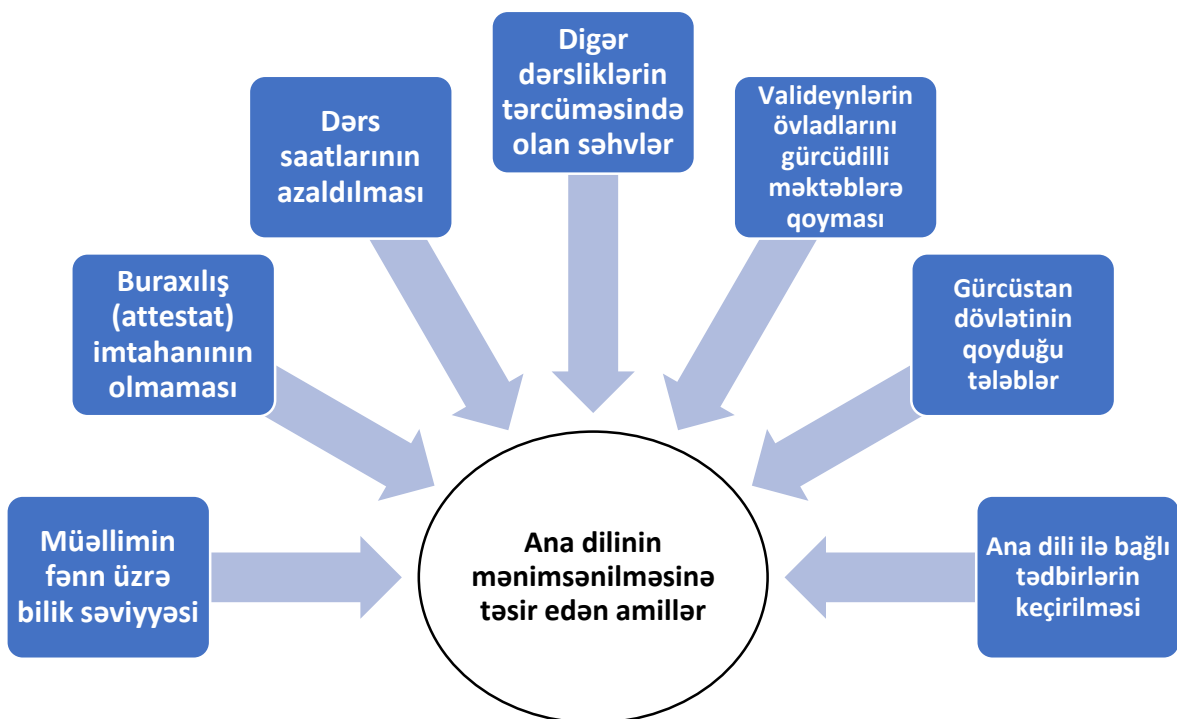 Digər
dərsliklərin
tərcüməsində
olan səhvlər
Dərs
saatlarının
azaldılması
Valideynlərin
övladlarını
gürcüdilli
məktəblərə
qoyması
Buraxılış
(attestat)
imtahanının
olmaması
Gürcüstan
dövlətinin
qoyduğu
tələblər
Müəllimin
fənn üzrə
bilik səviyyəsi
Ana dilinin
mənimsənilməsinə
təsir edən amillər
Ana dili ilə bağlı
tədbirlərin
keçirilməsi